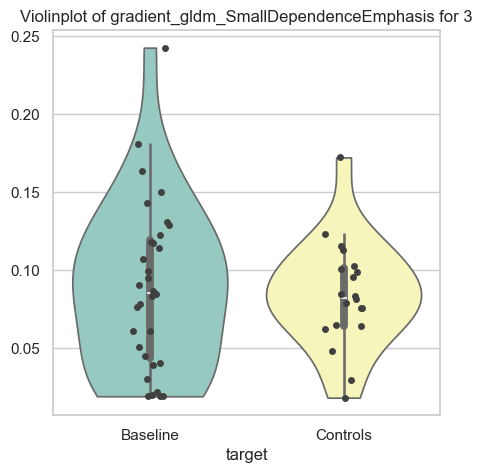 Violinplot of gradient_gldm_SmallDependenceEmphasis for 3
0.25
0.20
0.15
0.10
0.05
Baseline Controls
target